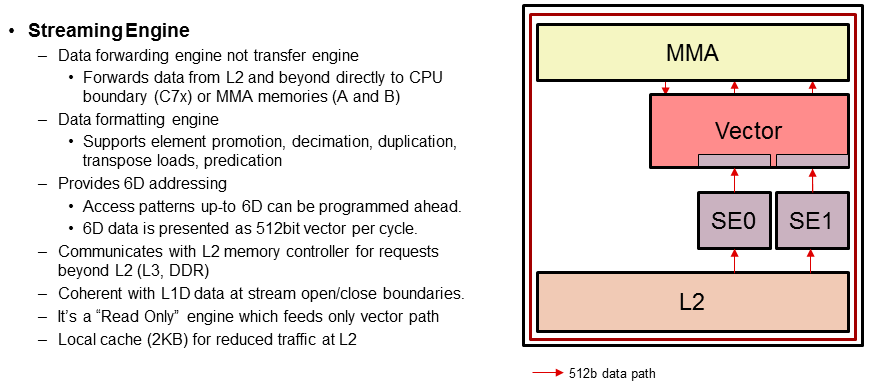 • Streaming Engine
– Data forwarding engine not transfer engine
• Forwards data from L2 and beyond directly to CPU
boundary (C7x) or MMA memories (A and B)
– Data formatting engine
• Supports element promotion, decimation, duplication,
transpose loads, predication
– Provides 6D addressing
• Access patterns up-to 6D can be programmed ahead.
• 6D data is presented as 512bit vector per cycle.
– Communicates with L2 memory controller for requests
beyond L2 (L3, DDR)
– Coherent with L1D data at stream open/close boundaries.
– It's a “Read Only” engine which feeds only vector path
– Local cache (2KB) for reduced traffic at L2
MMA
Vector
SE0
SE1
L2
512b data path